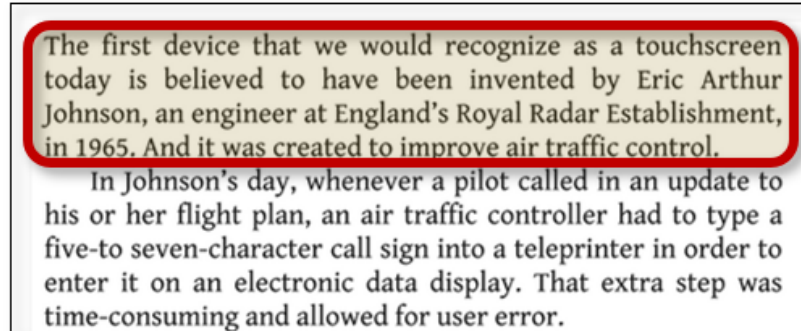 The first device that we would recognize as a touchscreen
today is believed to have been invented by Eric Arthur
Johnson, an engineer at England’s Royal Radar Establishment,
in 1965. And it was created to improve air traffic control.
In Johnson’s day, whenever a pilot called in an update to
his or her flight plan, an air traffic controller had to type a
five-to seven-character call sign into a teleprinter in order to
enter it on an electronic data display. That extra step was
time-consuming and allowed for user error.